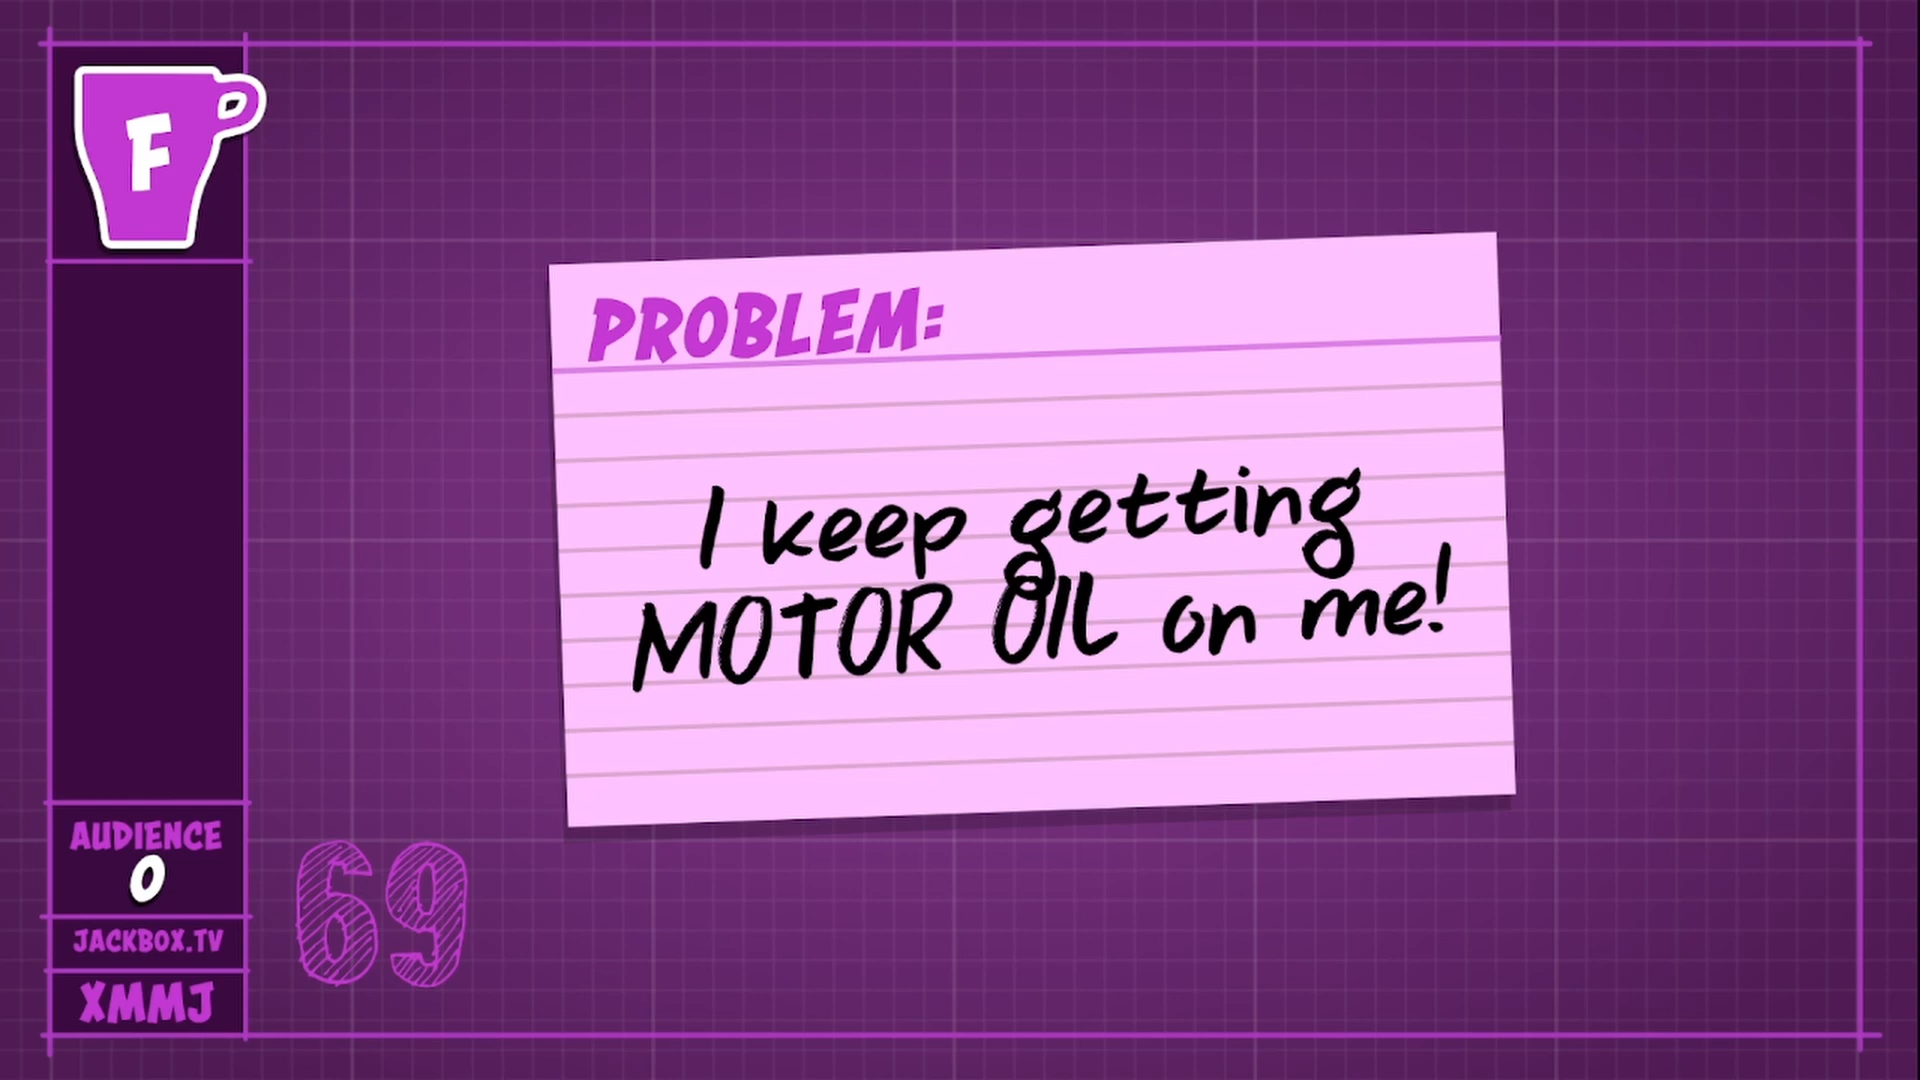 F
PROBLEM:
I keep getting
MOTOR OIL on me!
AUDIENCE
0
JACKBOX.TV
XMMJ
69